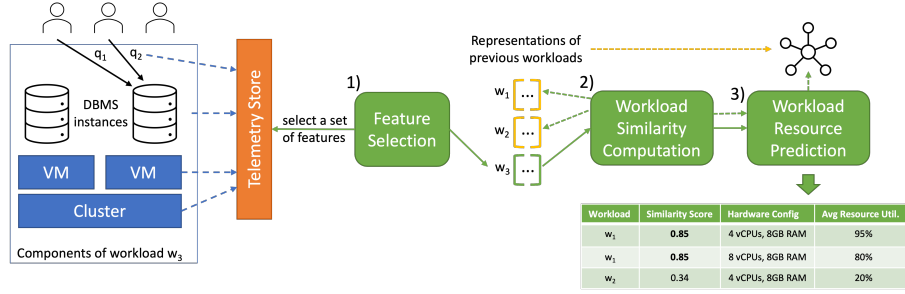 q1
q2
DBMS
instances
VM
VM
Cluster
Components of workload w3
Telemetry Store
select a set
of features
1)
Feature
Selection
Representations of
previous workloads
w1 [...]
w2 [...]
w3 [...]
2)
Workload
Similarity
Computation
3)
Workload
Resource
Prediction
Workload Similarity Score Hardware Config Avg Resource Util.
w1 0.85 4 vCPUs, 8GB RAM 95%
w1 0.85 8 vCPUs, 8GB RAM 80%
w2 0.34 4 vCPUs, 8GB RAM 20%